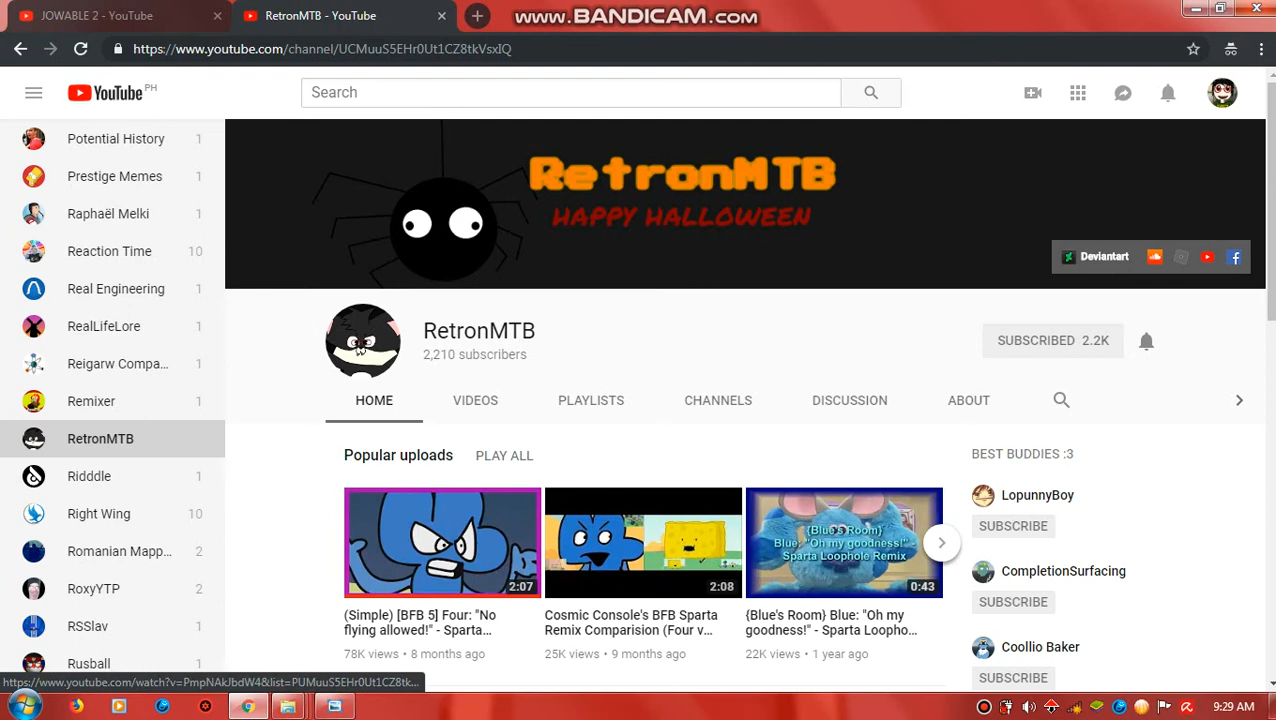 JOWABLE 2 - YouTube
RetronMTB - YouTube
www.BANDICAM.com
https://www.youtube.com/channel/UCMuuS5EHr0Ut1CZ8tkVsxIQ
YouTube PH
Search
Potential History 1
Prestige Memes 1
Raphaël Melki 1
Reaction Time 10
Real Engineering 1
RealLifeLore 1
Reigarw Compa... 1
Remixer 1
RetronMTB
Ridddle 1
Right Wing 10
Romanian Mapp... 2
RoxyYTP 2
RSSlav 1
Rusball 1
RetronMTB
HAPPY HALLOWEEN
Deviantart
RetronMTB
2,210 subscribers
SUBSCRIBED 2.2K
HOME VIDEOS PLAYLISTS CHANNELS DISCUSSION ABOUT
Popular uploads PLAY ALL
2:07
(Simple) [BFB 5] Four: "No
flying allowed!" - Sparta...
78K views • 8 months ago
2:08
Cosmic Console's BFB Sparta
Remix Comparision (Four v...
25K views • 9 months ago
{Blue's Room}
Blue: "Oh my goodness!"-
Sparta Loophole Remix
0:43
{Blue's Room} Blue: "Oh my
goodness!" - Sparta Loopho...
22K views • 1 year ago
BEST BUDDIES :3
LopunnyBoy
SUBSCRIBE
CompletionSurfacing
SUBSCRIBE
Coollio Baker
SUBSCRIBE
https://www.youtube.com/watch?v=PmpNAkJbdW4&list=PUMuuS5EHr0Ut1CZ8tk...
9:29 AM